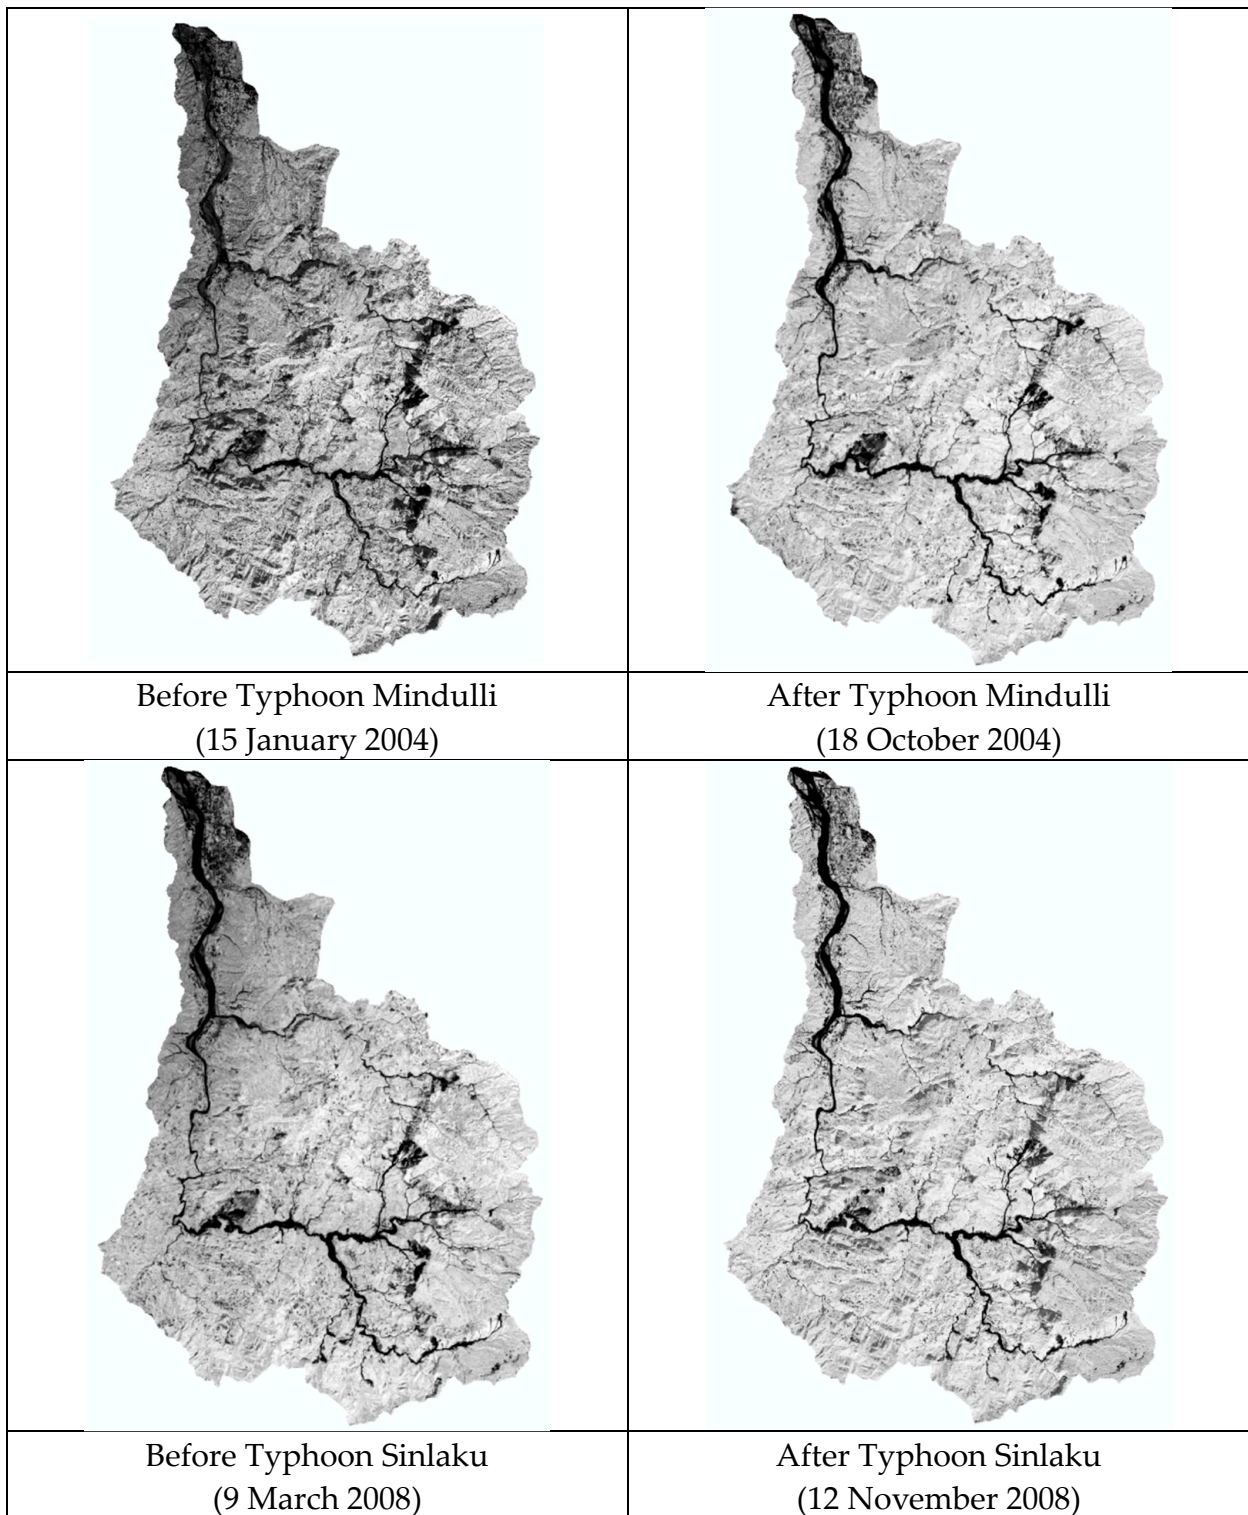 Before Typhoon Mindulli
(15 January 2004)
After Typhoon Mindulli
(18 October 2004)
Before Typhoon Sinlaku
(9 March 2008)
After Typhoon Sinlaku
(12 November 2008)